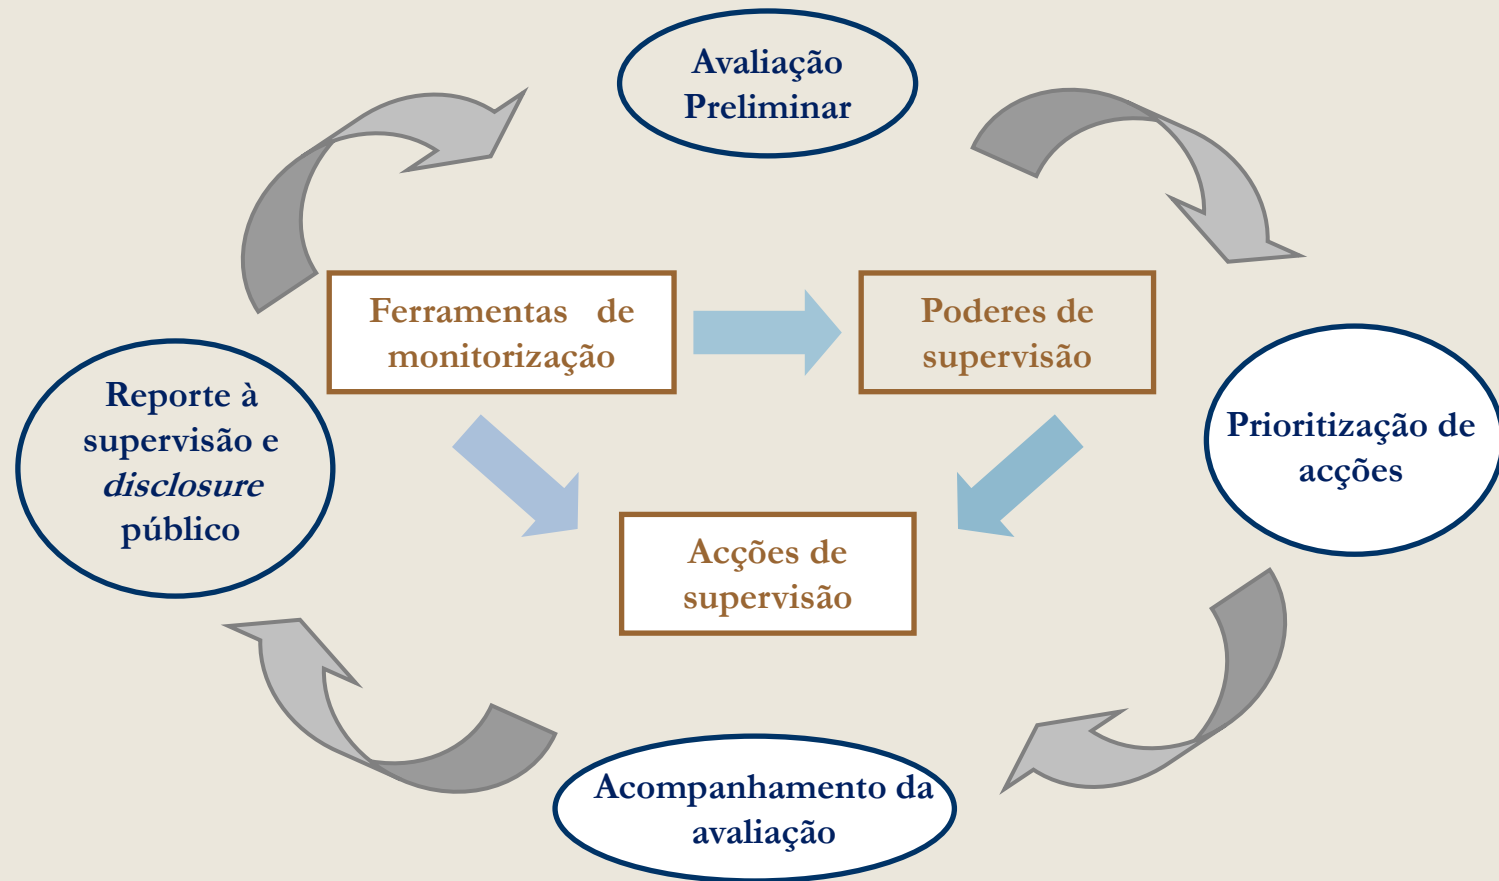 Avaliação
Preliminar
Ferramentas de
monitorização
Poderes de
supervisão
Reporte à
supervisão e
disclosure
público
Prioritização de
acções
Acções de
supervisão
Acompanhamento da
avaliação